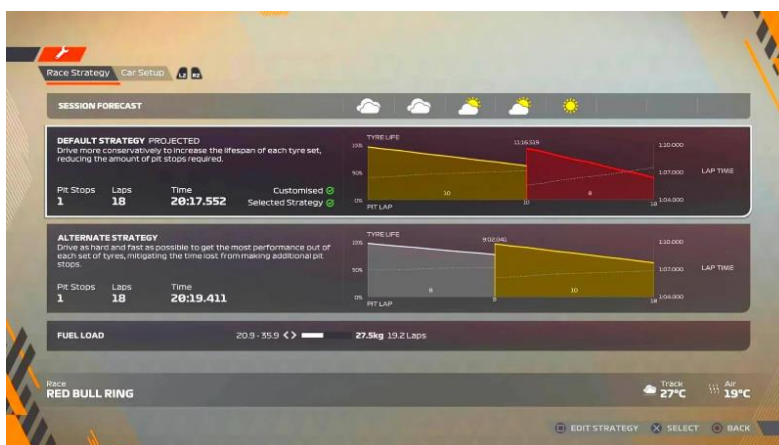 Race Strategy Car Setup L2 R2
SESSION FORECAST
DEFAULT STRATEGY PROJECTED
Drive more conservatively to increase the lifespan of each tyre set,
reducing the amount of pit stops required.
Pit Stops Laps Time Customised
1 18 20:17.552 Selected Strategy
TYRE LIFE
100%
50%
0%
PIT LAP
11:16.519
10
8
10
18
1:10.000
1:07.000
1:04.000
LAP TIME
ALTERNATE STRATEGY
Drive as hard and fast as possible to get the most performance out of
each set of tyres, mitigating the time lost from making additional pit
stops.
Pit Stops Laps Time
1 18 20:19.411
TYRE LIFE
100%
50%
0%
PIT LAP
9:02.041
8
10
8
18
1:10.000
1:07.000
1:04.000
LAP TIME
FUEL LOAD 20.9 - 35.9 < > 27.5kg 19.2 Laps
Race
RED BULL RING
Track
27°C
Air
19°C
EDIT STRATEGY SELECT BACK